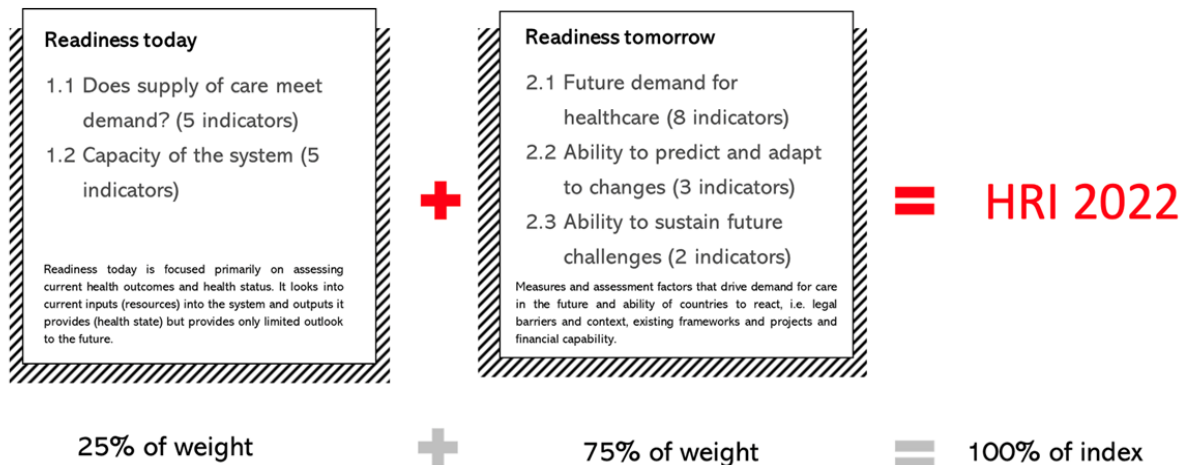 Readiness today
1.1 Does supply of care meet
demand? (5 indicators)
1.2 Capacity of the system (5
indicators)
Readiness today is focused primarily on assessing
current health outcomes and health status. It looks into
current inputs (resources) into the system and outputs it
provides (health state) but provides only limited outlook
to the future.
+
Readiness tomorrow
2.1 Future demand for
healthcare (8 indicators)
2.2 Ability to predict and adapt
to changes (3 indicators)
2.3 Ability to sustain future
challenges (2 indicators)
Measures and assessment factors that drive demand for care
in the future and ability of countries to react, i.e. legal
barriers and context, existing frameworks and projects and
financial capability.
=
HRI 2022
25% of weight + 75% of weight = 100% of index